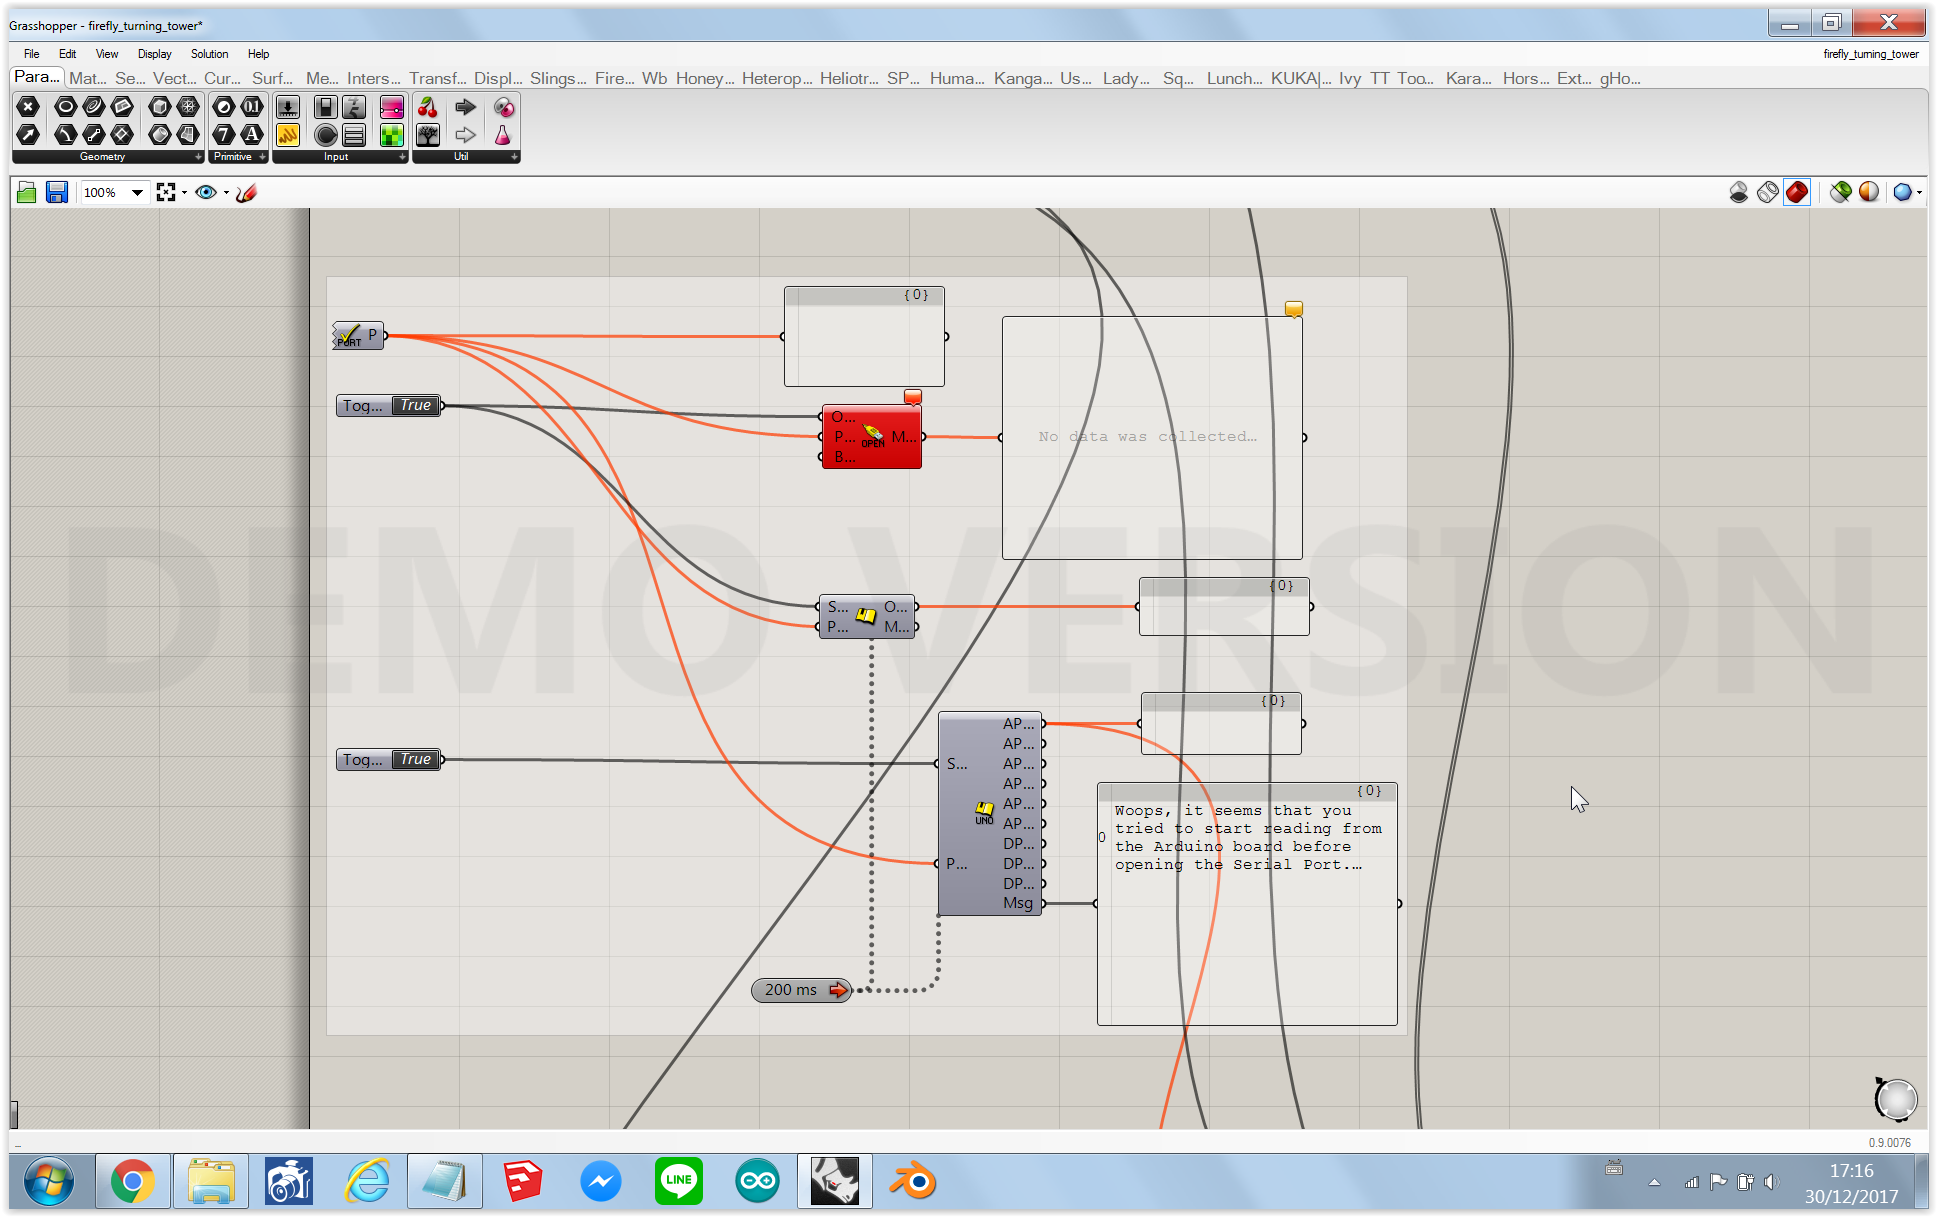 Grasshopper - firefly_turning_tower*
File Edit View Display Solution Help
firefly_turning_tower
Para... Mat... Se... Vect... Cur... Surf... Me... Inters... Transf... Displ... Slings... Fire... Wb Honey... Heterop... Heliotr... SP... Huma... Kanga... Us... Lady... Sq... Lunch... KUKA|... Ivy TT Too... Kara... Hors... Ext... gHo...
0.1
7 A
Geometry Primitive Input Util
100%
DEMO VERSION
{0}
PORT P
Tog... True
O...
P... OPEN M...
B...
No data was collected…
{0}
S... O...
P... M...
{0}
AP...
AP...
Tog... True
S... AP...
AP...
AP...
UNO AP...
DP...
P... DP...
DP...
Msg
{0}
0
Woops, it seems that you
tried to start reading from
the Arduino board before
opening the Serial Port.…
200 ms
0.9.0076
LINE
17:16
30/12/2017